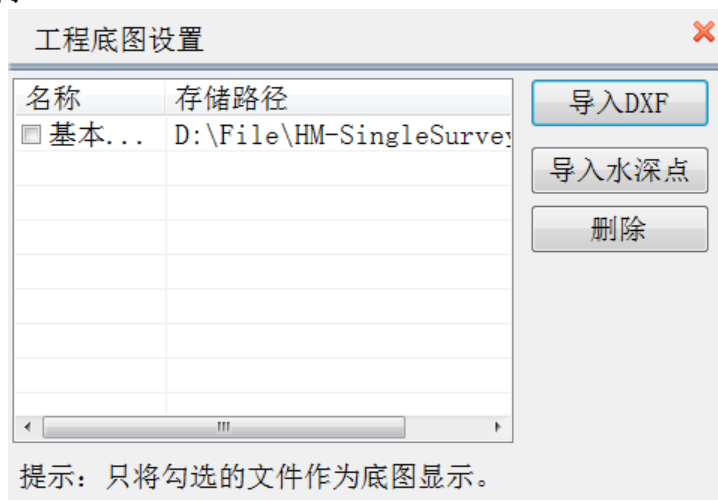 工程底图设置
名称 存储路径
基本... D:\File\HM-SingleSurvey
导入DXF
导入水深点
删除
提示：只将勾选的文件作为底图显示。